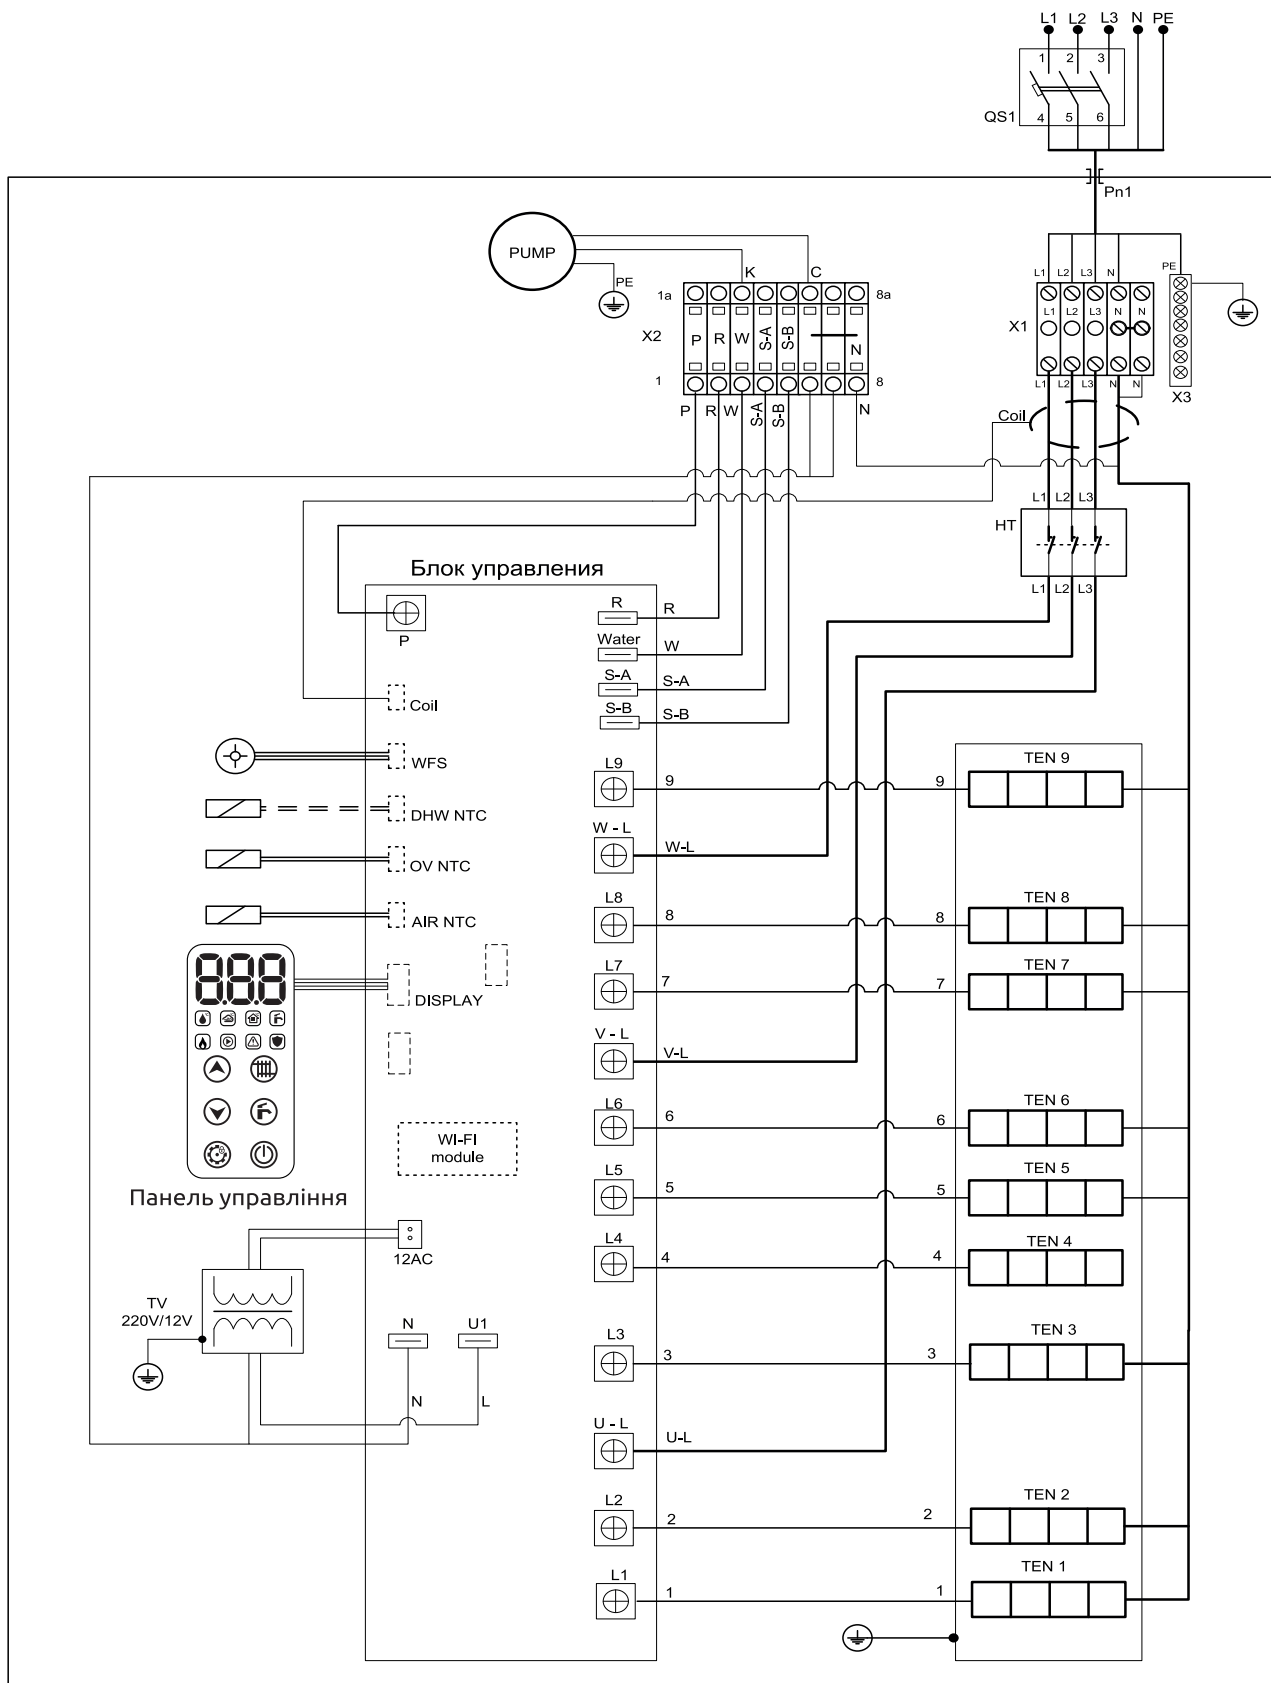 L1 L2 L3 N PE
1 2 3
QS1 4 5 6
Pn1
PUMP
PE
K C
1a 8a
X2 P R W S-A S-B N
1 8
P R W S-A S-B N
L1 L2 L3 N PE
L1 L2 L3 N N
X1
L1 L2 L3 N N
X3
Coil
L1 L2 L3
HT
L1 L2 L3
Блок управления
P
R R
Water W
S-A S-A
S-B S-B
Coil
WFS
DHW NTC
OV NTC
AIR NTC
888
DISPLAY
WI-FI
module
Панель управління
12AC
TV
220V/12V
N U1
N L
L9 9 9 TEN 9
W - L W-L
L8 8 8 TEN 8
L7 7 7 TEN 7
V - L V-L
L6 6 6 TEN 6
L5 5 5 TEN 5
L4 4 4 TEN 4
L3 3 3 TEN 3
U - L U-L
L2 2 2 TEN 2
L1 1 1 TEN 1